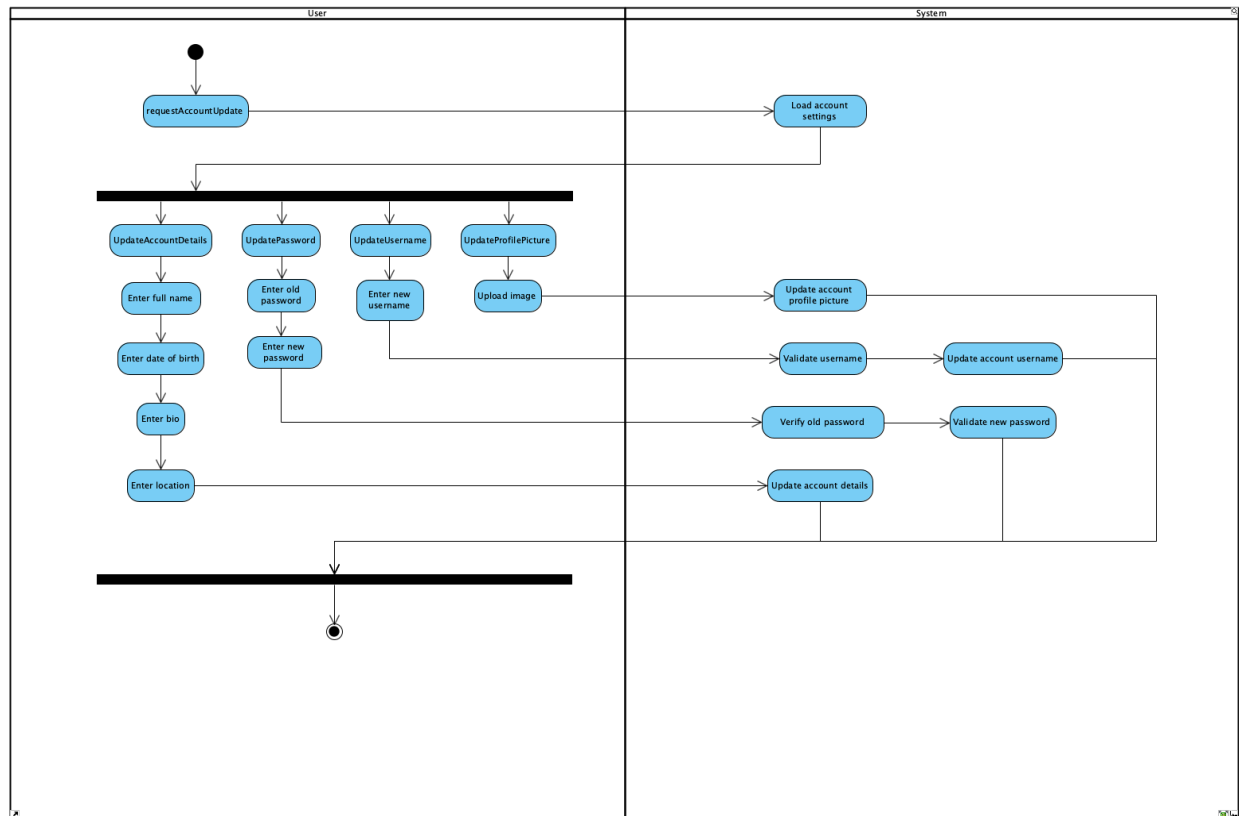 User
System
requestAccountUpdate
Load account
settings
UpdateAccountDetails
UpdatePassword
UpdateUsername
UpdateProfilePicture
Enter full name
Enter old
password
Enter new
username
Upload image
Update account
profile picture
Enter date of birth
Enter new
password
Validate username
Update account username
Enter bio
Verify old password
Validate new password
Enter location
Update account details